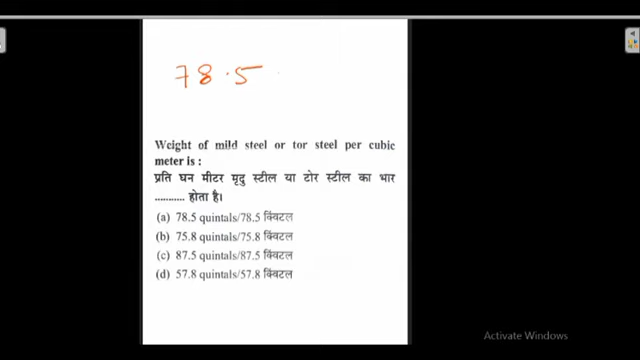 78.5
Weight of mild steel or tor steel per cubic
meter is :
प्रति घन मीटर मृदु स्टील या टोर स्टील का भार
........... होता है।
(a) 78.5 quintals/78.5 क्विंटल
(b) 75.8 quintals/75.8 क्विंटल
(c) 87.5 quintals/87.5 क्विंटल
(d) 57.8 quintals/57.8 क्विंटल
Activate Windows